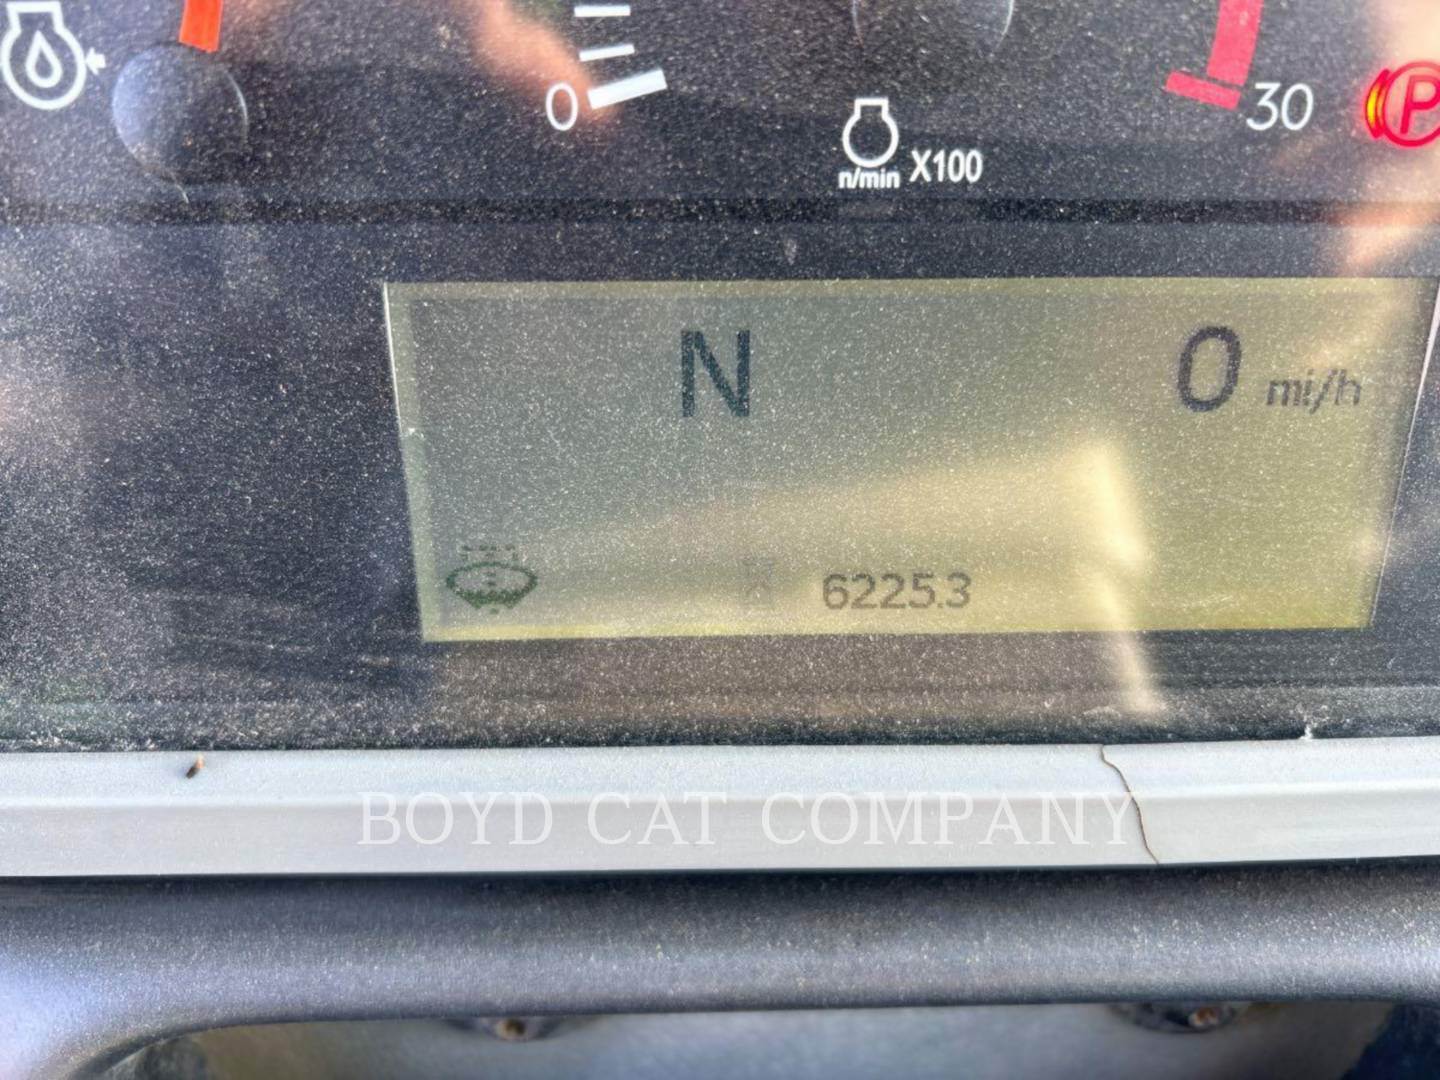 0
30
P
n/min X100
N
0 mi/h
6225.3
BOYD CAT COMPANY